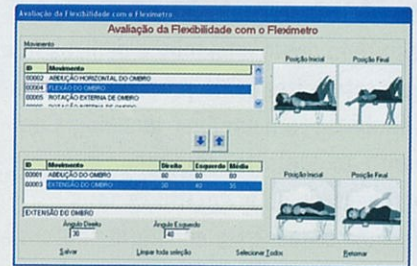 Avaliação da Flexibilidade com o Flexímetro
Avaliação da Flexibilidade com o Flexímetro
Movimento
Posição Inicial Posição Final
ID Movimento
00002 ABDUÇÃO HORIZONTAL DO OMBRO
00004 FLEXÃO DO OMBRO
00005 ROTAÇÃO EXTERNA DE OMBRO
ID Movimento Direito Esquerdo Média
Posição Inicial Posição Final
00001 ABDUÇÃO DO OMBRO 80 80 80
00003 EXTENSÃO DO OMBRO 30 40 35
EXTENSÃO DO OMBRO
Ângulo Direito Ângulo Esquerdo
30 40
Salvar Limpar toda seleção Selecionar Todos Retornar